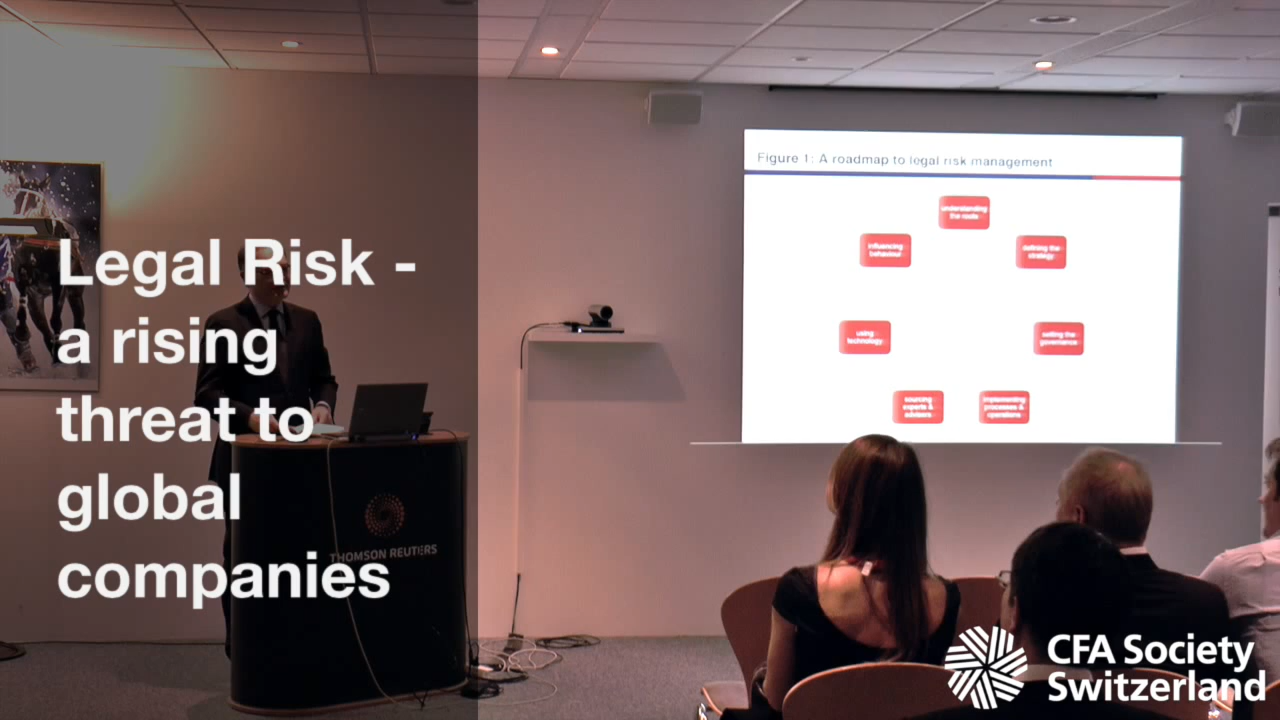 Legal Risk -
a rising
threat to
global
companies
THOMSON REUTERS
Figure 1: A roadmap to legal risk management
understanding
the costs
influencing
behaviour
defining the
strategy
using
technology
setting the
governance
sourcing
experts &
advisers
implementing
processes &
operations
CFA Society
Switzerland